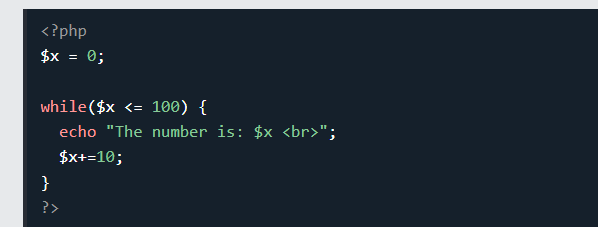 <?php
$x = 0;

while($x <= 100) {
  echo "The number is: $x <br>";
  $x+=10;
}
?>